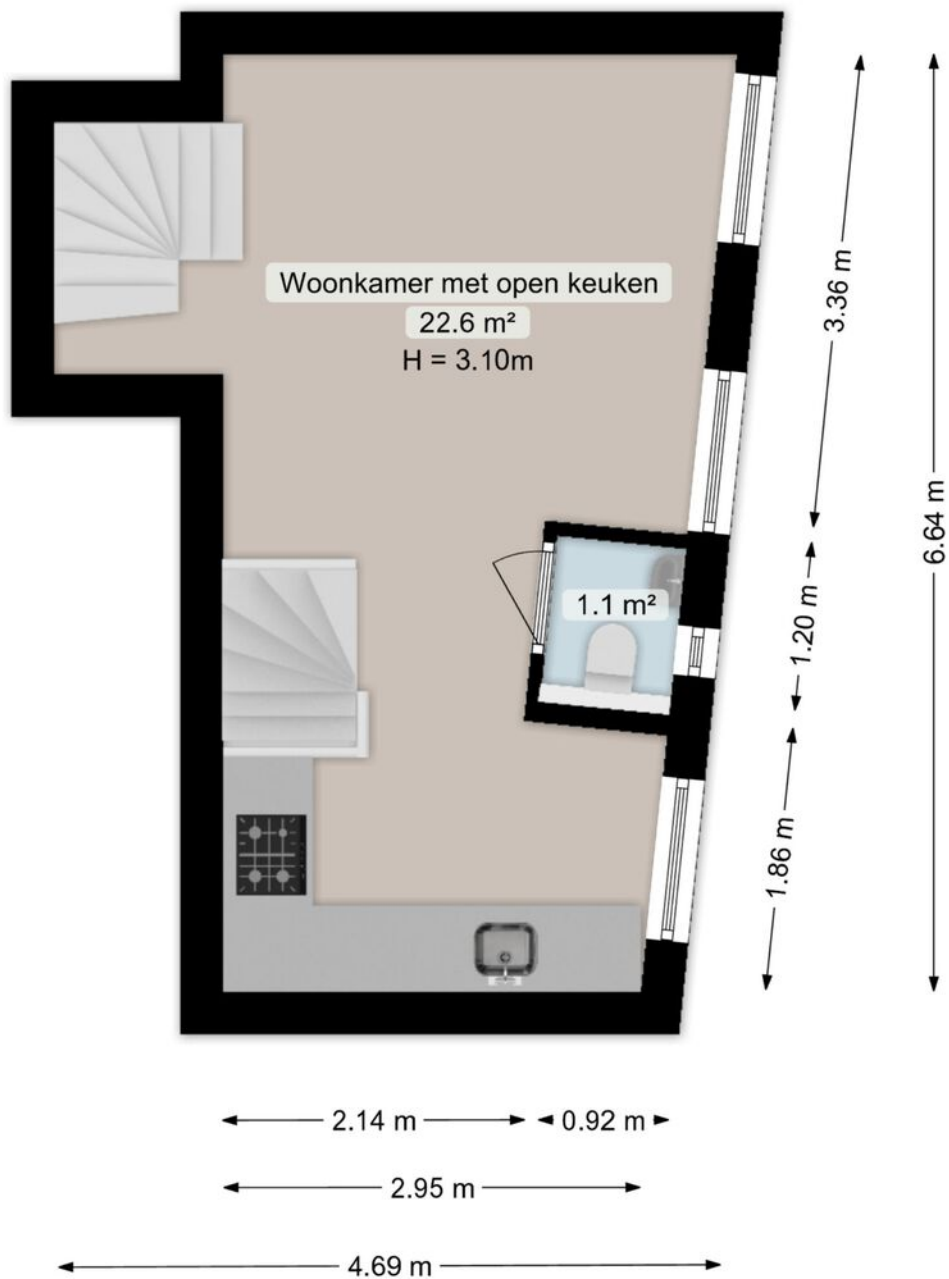 Woonkamer met open keuken
22.6 m²
H = 3.10m
3.36 m
6.64 m
1.1 m²
1.20 m
1.86 m
2.14 m
0.92 m
2.95 m
4.69 m